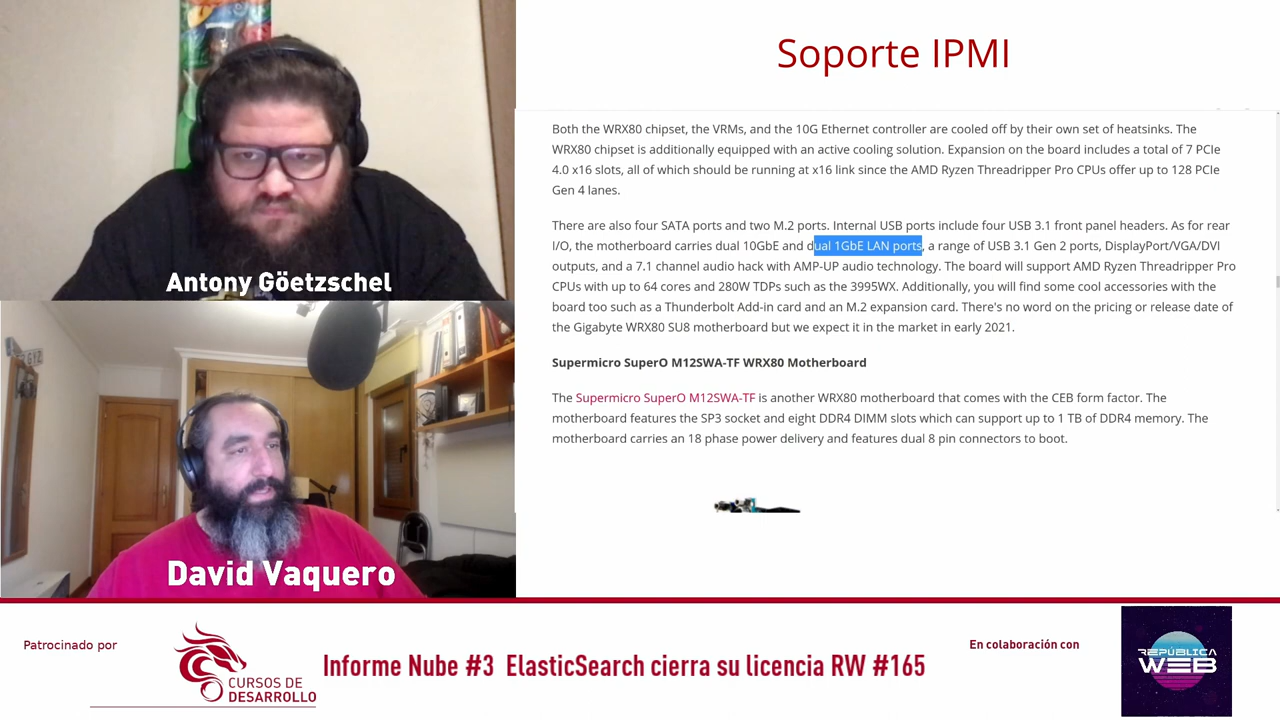 Soporte IPMI
Both the WRX80 chipset, the VRMs, and the 10G Ethernet controller are cooled off by their own set of heatsinks. The
WRX80 chipset is additionally equipped with an active cooling solution. Expansion on the board includes a total of 7 PCIe
4.0 x16 slots, all of which should be running at x16 link since the AMD Ryzen Threadripper Pro CPUs offer up to 128 PCIe
Gen 4 lanes.
There are also four SATA ports and two M.2 ports. Internal USB ports include four USB 3.1 front panel headers. As for rear
I/O, the motherboard carries dual 10GbE and dual 1GbE LAN ports, a range of USB 3.1 Gen 2 ports, DisplayPort/VGA/DVI
outputs, and a 7.1 channel audio hack with AMP-UP audio technology. The board will support AMD Ryzen Threadripper Pro
CPUs with up to 64 cores and 280W TDPs such as the 3995WX. Additionally, you will find some cool accessories with the
board too such as a Thunderbolt Add-in card and an M.2 expansion card. There's no word on the pricing or release date of
the Gigabyte WRX80 SU8 motherboard but we expect it in the market in early 2021.
Supermicro SuperO M12SWA-TF WRX80 Motherboard
The Supermicro SuperO M12SWA-TF is another WRX80 motherboard that comes with the CEB form factor. The
motherboard features the SP3 socket and eight DDR4 DIMM slots which can support up to 1 TB of DDR4 memory. The
motherboard carries an 18 phase power delivery and features dual 8 pin connectors to boot.
Antony Göetzschel
David Vaquero
Patrocinado por
CURSOS DE
DESARROLLO
Informe Nube #3 ElasticSearch cierra su licencia RW #165
En colaboración con
REPÚBLICA
WEB